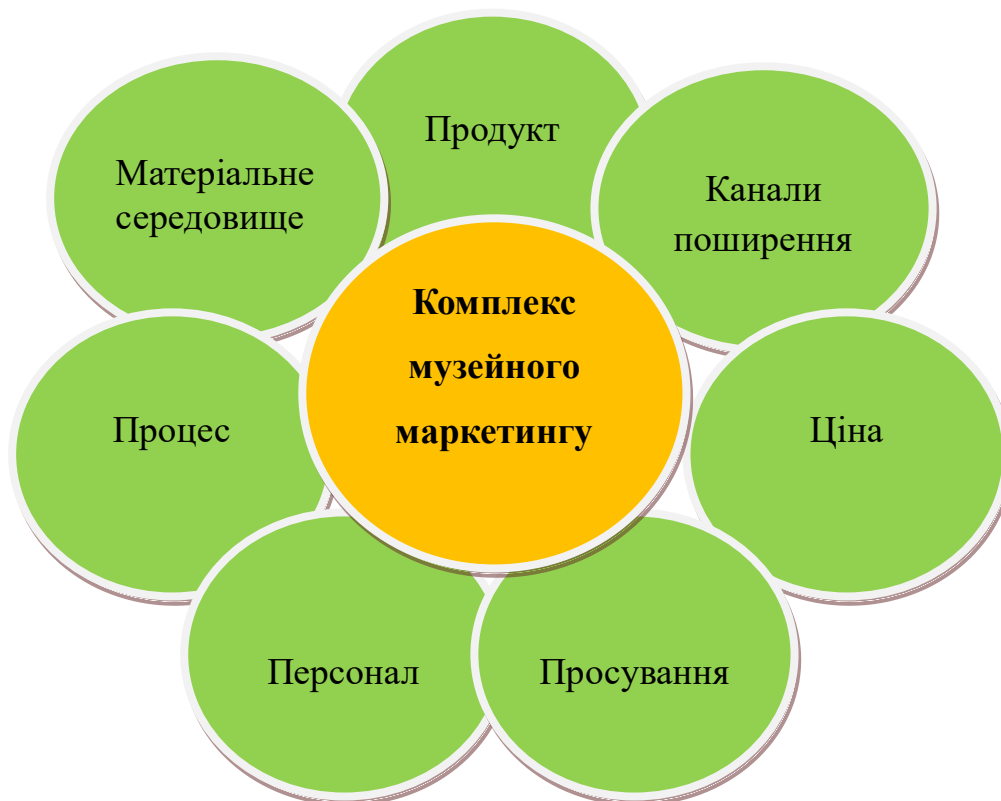 Продукт
Матеріальне
середовище
Канали
поширення
Комплекс
музейного
маркетингу
Процес
Ціна
Персонал
Просування